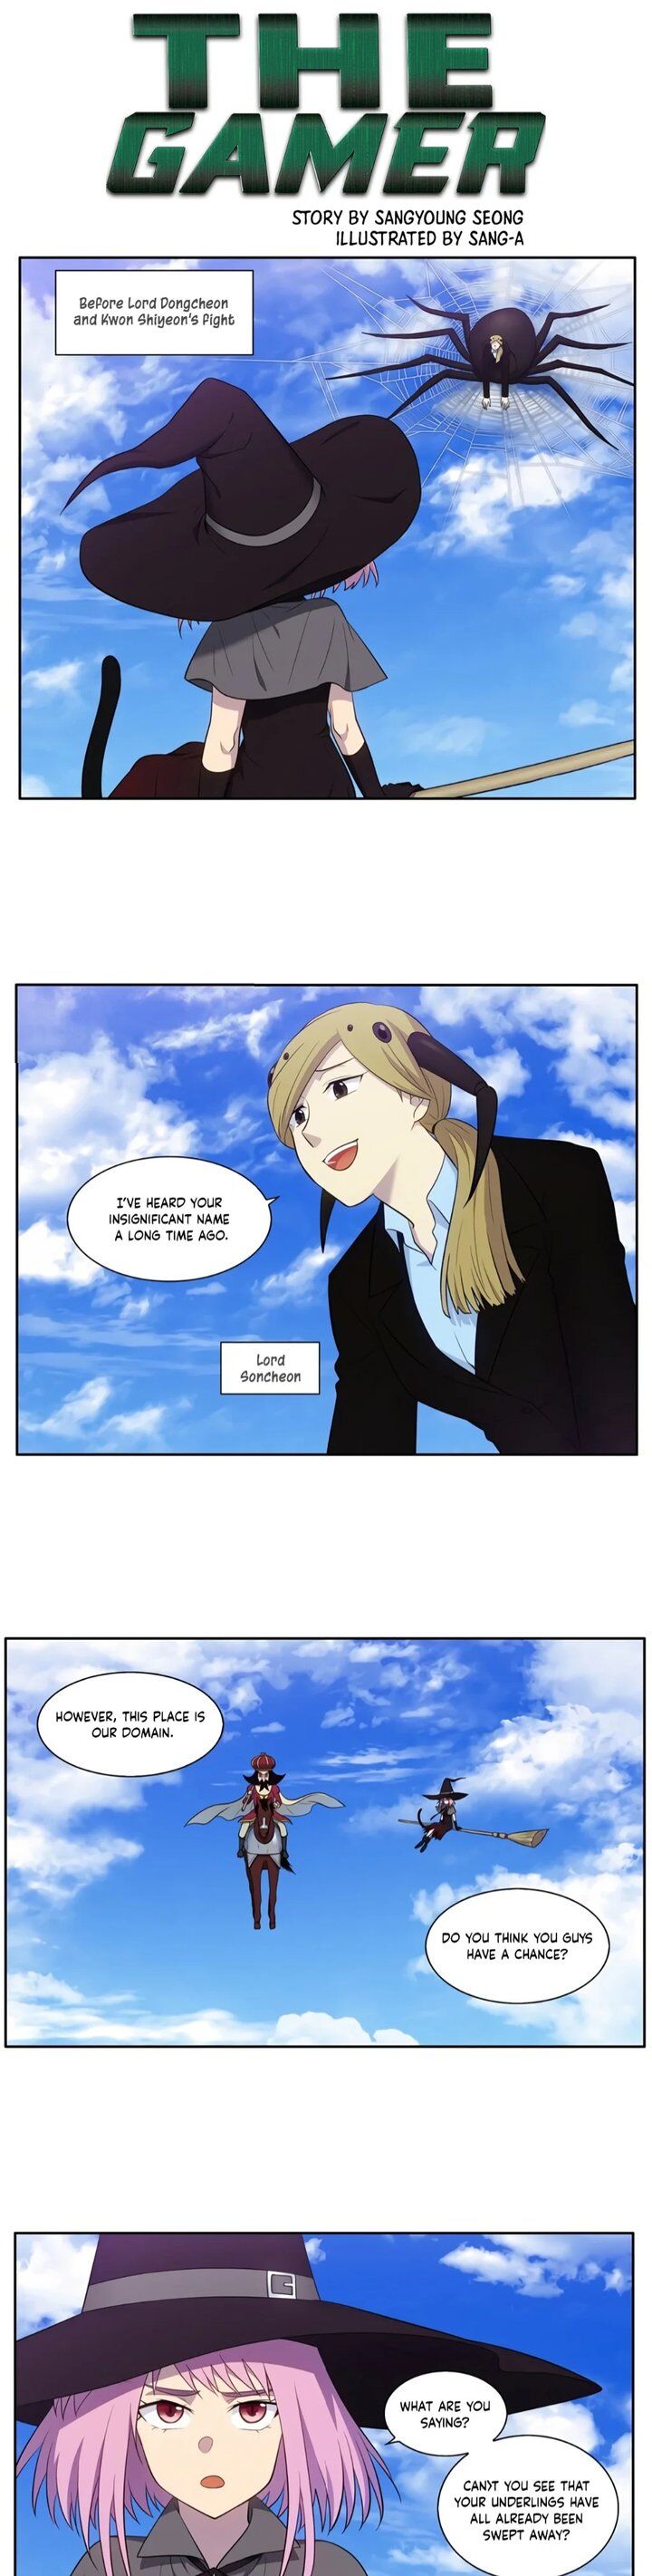 THE
GAMER
STORY BY SANGYOUNG SEONG
ILLUSTRATED BY SANG-A
Before Lord Dongcheon
and Kwon Shiyeon's Fight
I'VE HEARD YOUR
INSIGNIFICANT NAME
A LONG TIME AGO.
Lord
Soncheon
HOWEVER, THIS PLACE IS
OUR DOMAIN.
DO YOU THINK YOU GUYS
HAVE A CHANCE?
WHAT ARE YOU
SAYING?
CAN'T YOU SEE THAT
YOUR UNDERLINGS HAVE
ALL ALREADY BEEN
SWEPT AWAY?